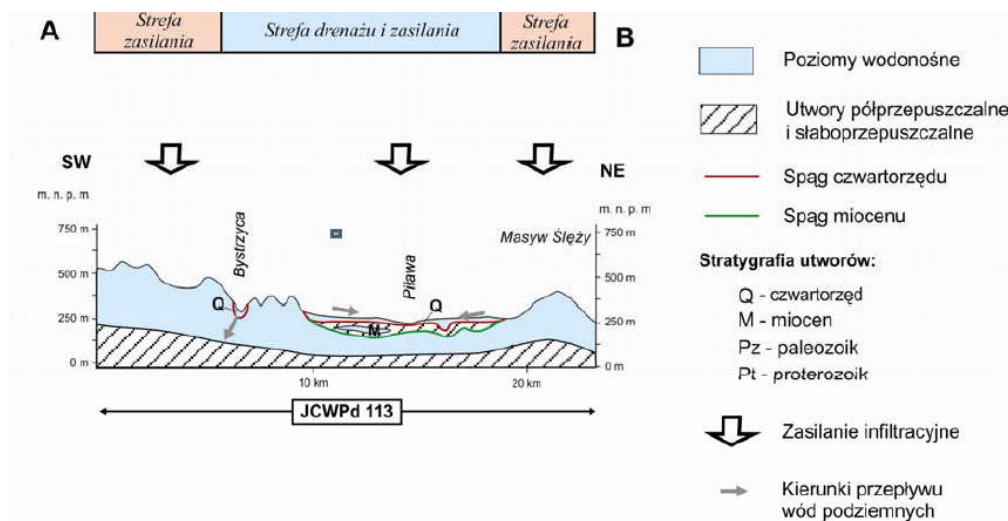 A
Strefa
zasilania
Strefa drenażu i zasilania
Strefa
zasilania
B
SW
NE
m. n. p. m
m. n. p. m
750 m
500 m
250 m
0 m
750 m
500 m
250 m
0 m
Bystrzyca
Piława
Masyw Ślęży
Q
Q
M
10 km
20 km
JCWPd 113
Poziomy wodonośne
Utwory półprzepuszczalne
i słaboprzepuszczalne
Spąg czwartorzędu
Spąg miocenu
Stratygrafia utworów:
Q - czwartorzęd
M - miocen
Pz - paleozoik
Pt - proterozoik
Zasilanie infiltracyjne
Kierunki przepływu
wód podziemnych